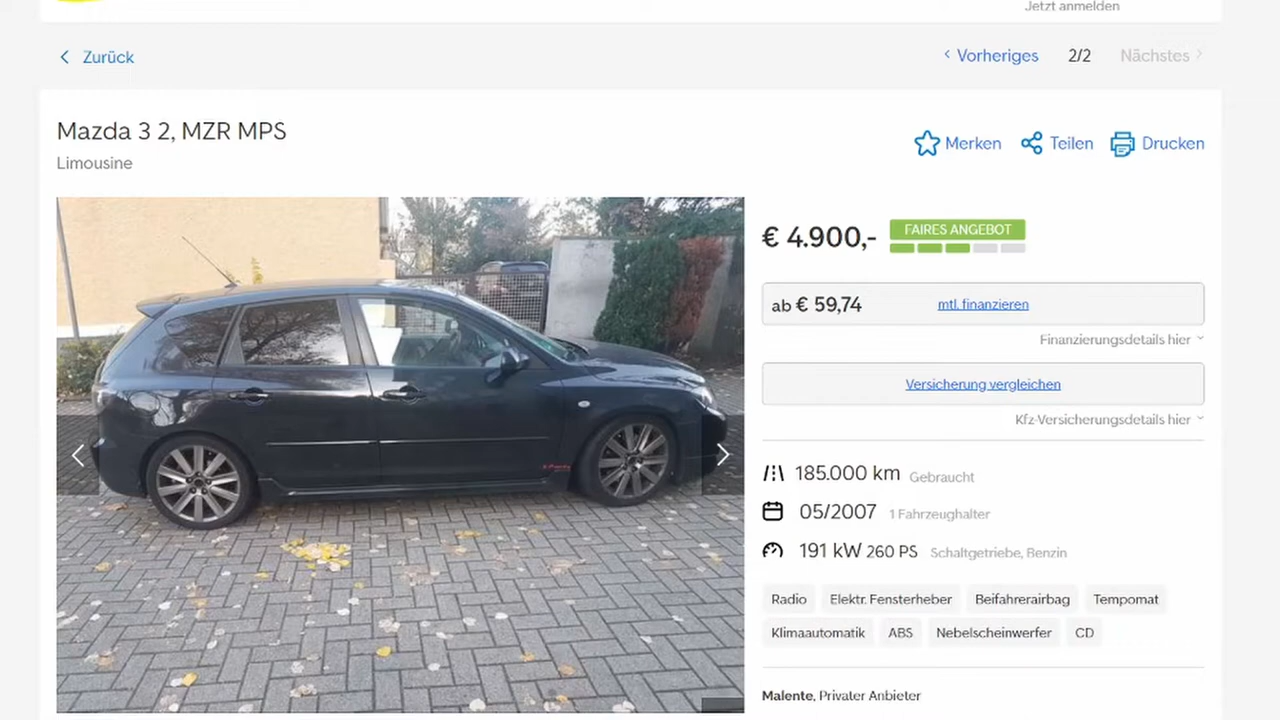 Jetzt anmelden
Zurück
Vorheriges 2/2 Nächstes
Mazda 3 2, MZR MPS
Limousine
Merken Teilen Drucken
€ 4.900,- FAIRES ANGEBOT
ab € 59,74 mtl. finanzieren
Finanzierungsdetails hier
Versicherung vergleichen
Kfz-Versicherungsdetails hier
185.000 km Gebraucht
05/2007 1 Fahrzeughalter
191 kW 260 PS Schaltgetriebe, Benzin
Radio Elektr. Fensterheber Beifahrerairbag Tempomat
Klimaautomatik ABS Nebelscheinwerfer CD
Malente, Privater Anbieter